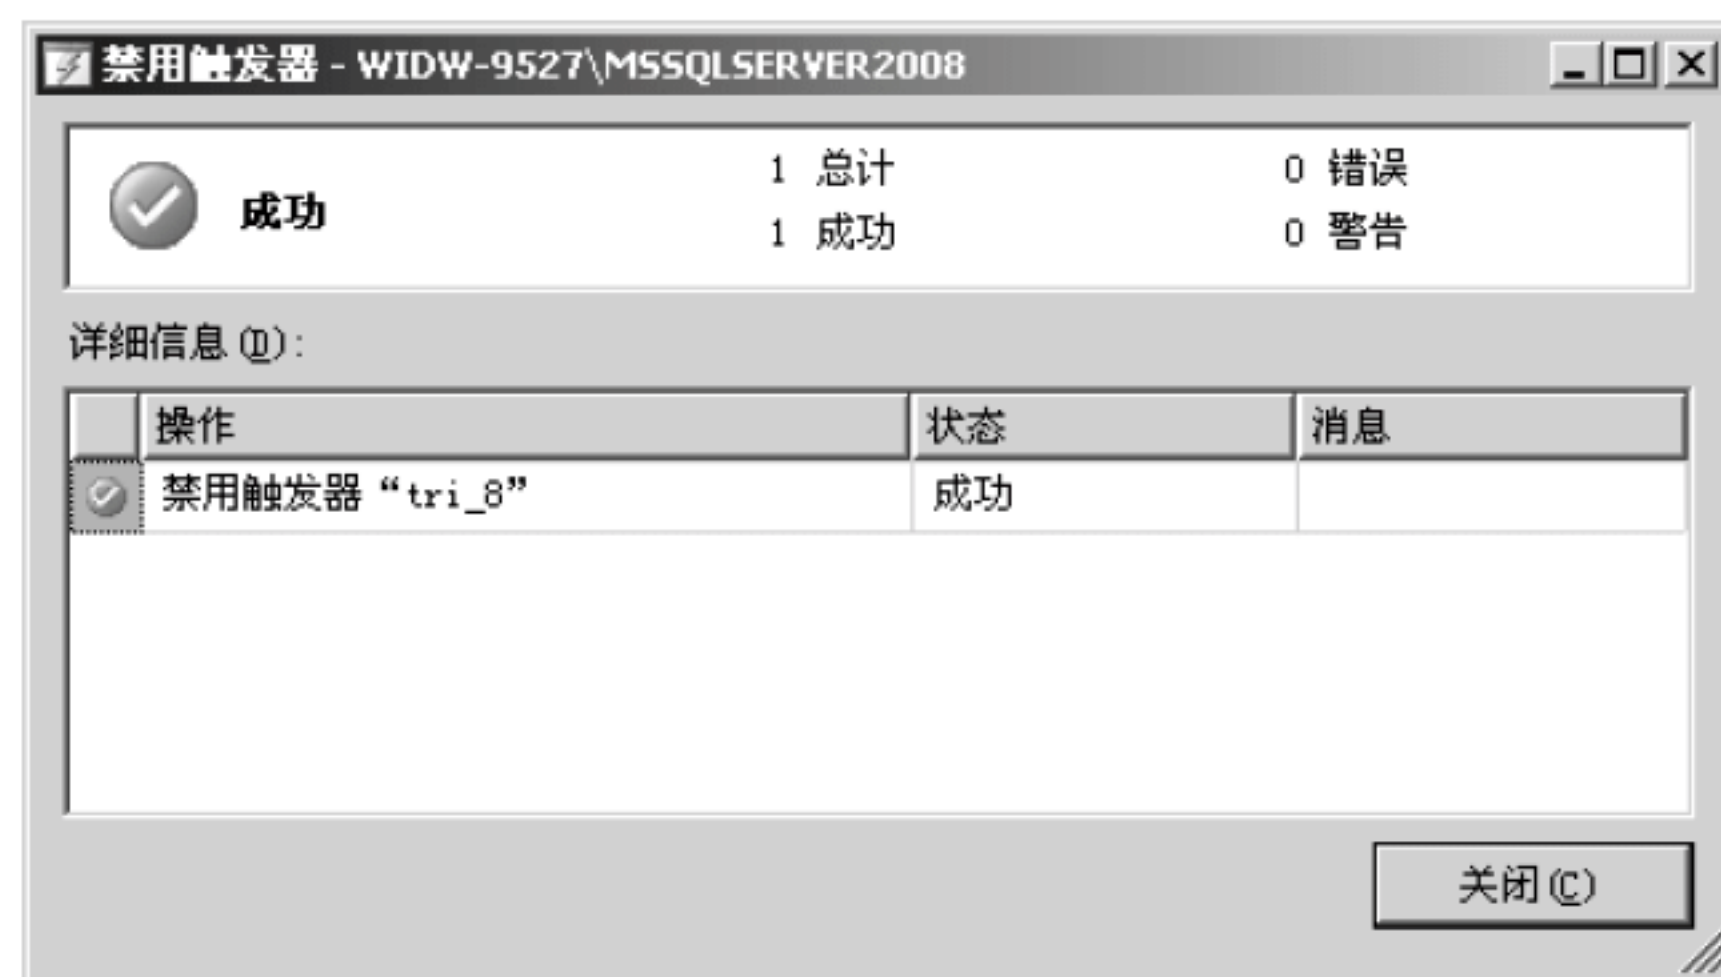 禁用触发器 - WIDW-9527\MSSQLSERVER2008
成功
1 总计
0 错误
1 成功
0 警告
详细信息(D):
操作 状态 消息
禁用触发器“tri_8” 成功
关闭(C)